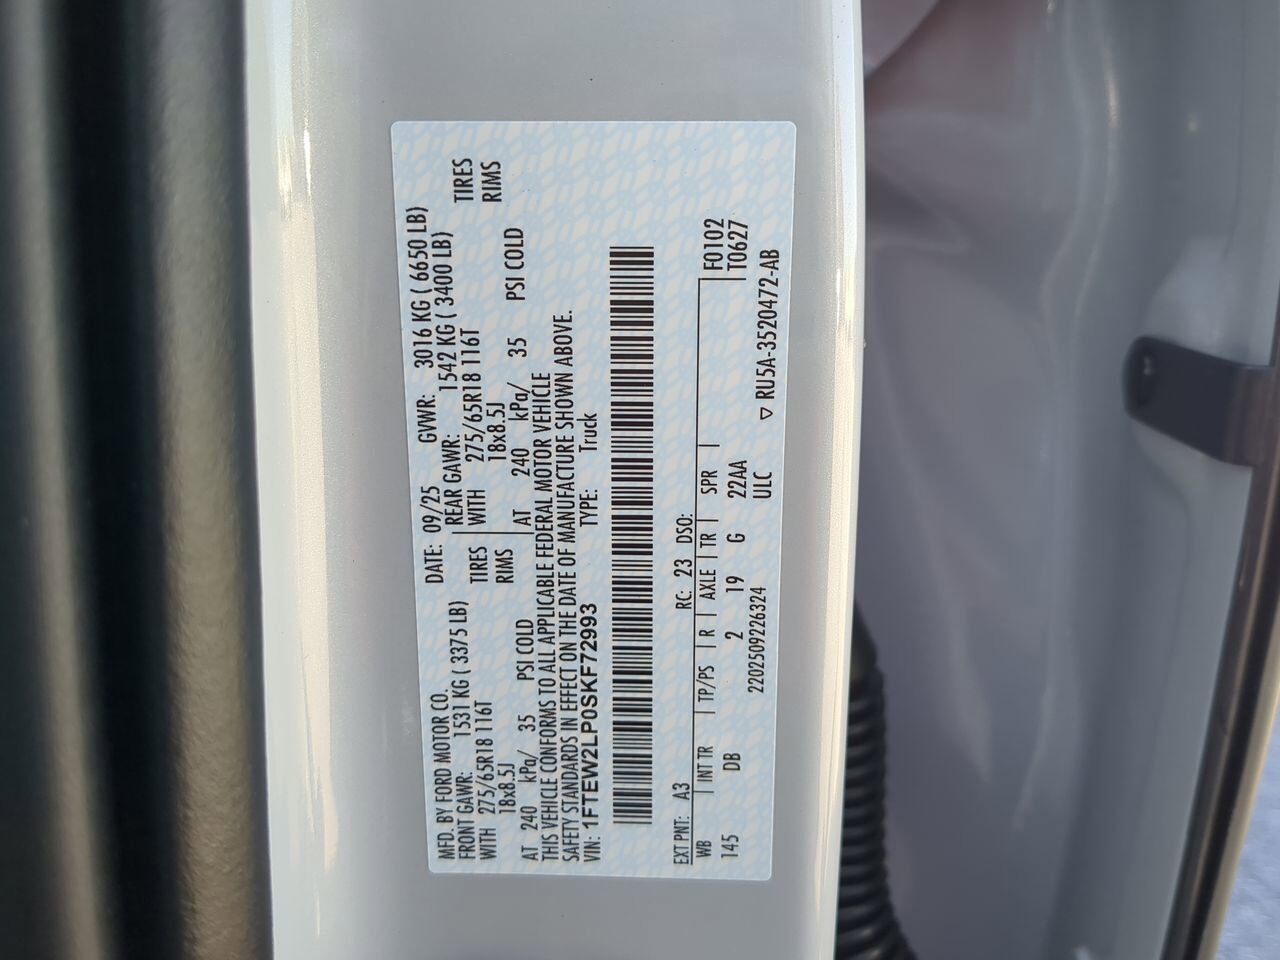 MFD. BY FORD MOTOR CO.
DATE: 09/25 GVWR: 3016 KG ( 6650 LB)
FRONT GAWR: 1531 KG ( 3375 LB)
REAR GAWR: 1542 KG ( 3400 LB)
WITH 275/65R18 116T TIRES
WITH 275/65R18 116T TIRES
18x8.5J RIMS
18x8.5J RIMS
AT 240 kPa/ 35 PSI COLD
AT 240 kPa/ 35 PSI COLD
THIS VEHICLE CONFORMS TO ALL APPLICABLE FEDERAL MOTOR VEHICLE
SAFETY STANDARDS IN EFFECT ON THE DATE OF MANUFACTURE SHOWN ABOVE.
VIN: 1FTEW2LP0SKF72993 TYPE: Truck
EXT PNT: A3 RC: 23 DSO:
WB INT TR TP/PS R AXLE TR SPR F0102
145 DB 2 19 G 22AA T0627
2202509226324 ULC
▽ RU5A-3520472-AB